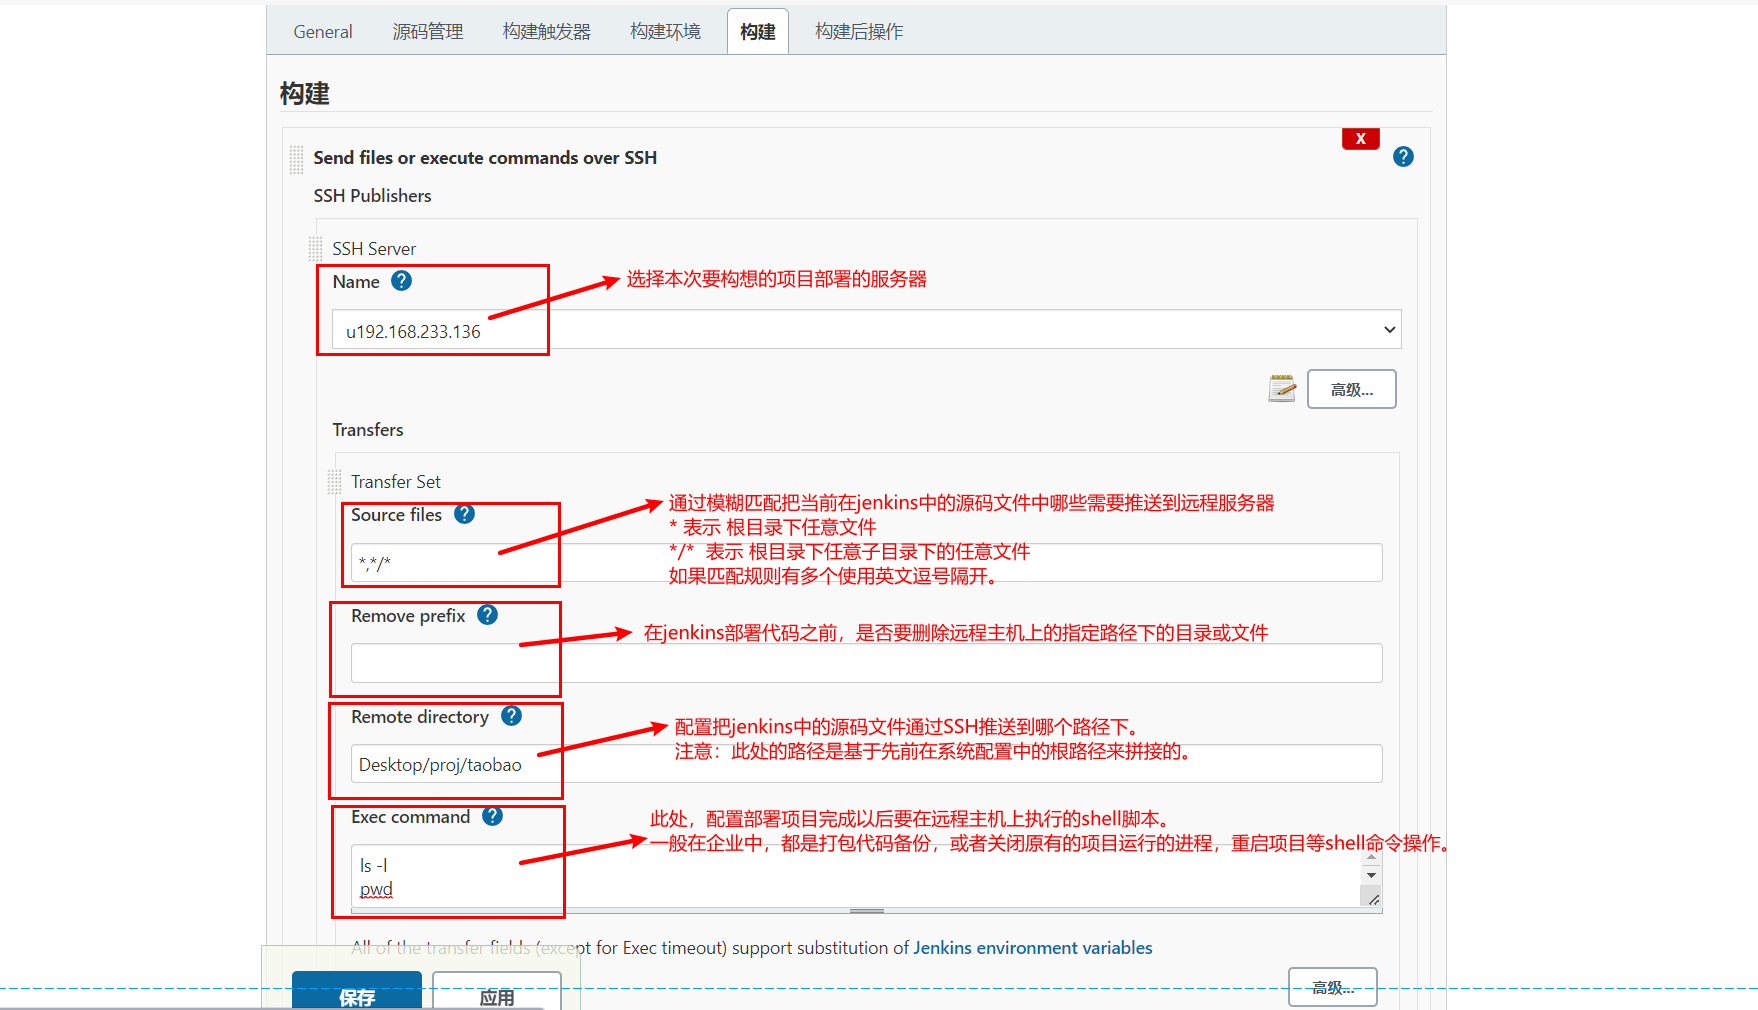 General 源码管理 构建触发器 构建环境 构建 构建后操作
构建
X
Send files or execute commands over SSH
SSH Publishers
SSH Server
Name
选择本次要构想的项目部署的服务器
u192.168.233.136
高级...
Transfers
Transfer Set
Source files
通过模糊匹配把当前在jenkins中的源码文件中哪些需要推送到远程服务器
* 表示 根目录下任意文件
*/* 表示 根目录下任意子目录下的任意文件
*,*/*
如果匹配规则有多个使用英文逗号隔开。
Remove prefix
在jenkins部署代码之前，是否要删除远程主机上的指定路径下的目录或文件
Remote directory
配置把jenkins中的源码文件通过SSH推送到哪个路径下。
注意：此处的路径是基于先前在系统配置中的根路径来拼接的。
Desktop/proj/taobao
Exec command
此处，配置部署项目完成以后要在远程主机上执行的shell脚本。
一般在企业中，都是打包代码备份，或者关闭原有的项目运行的进程，重启项目等shell命令操作。
ls -l
pwd
All of the transfer fields (except for Exec timeout) support substitution of Jenkins environment variables
高级...
保存 应用